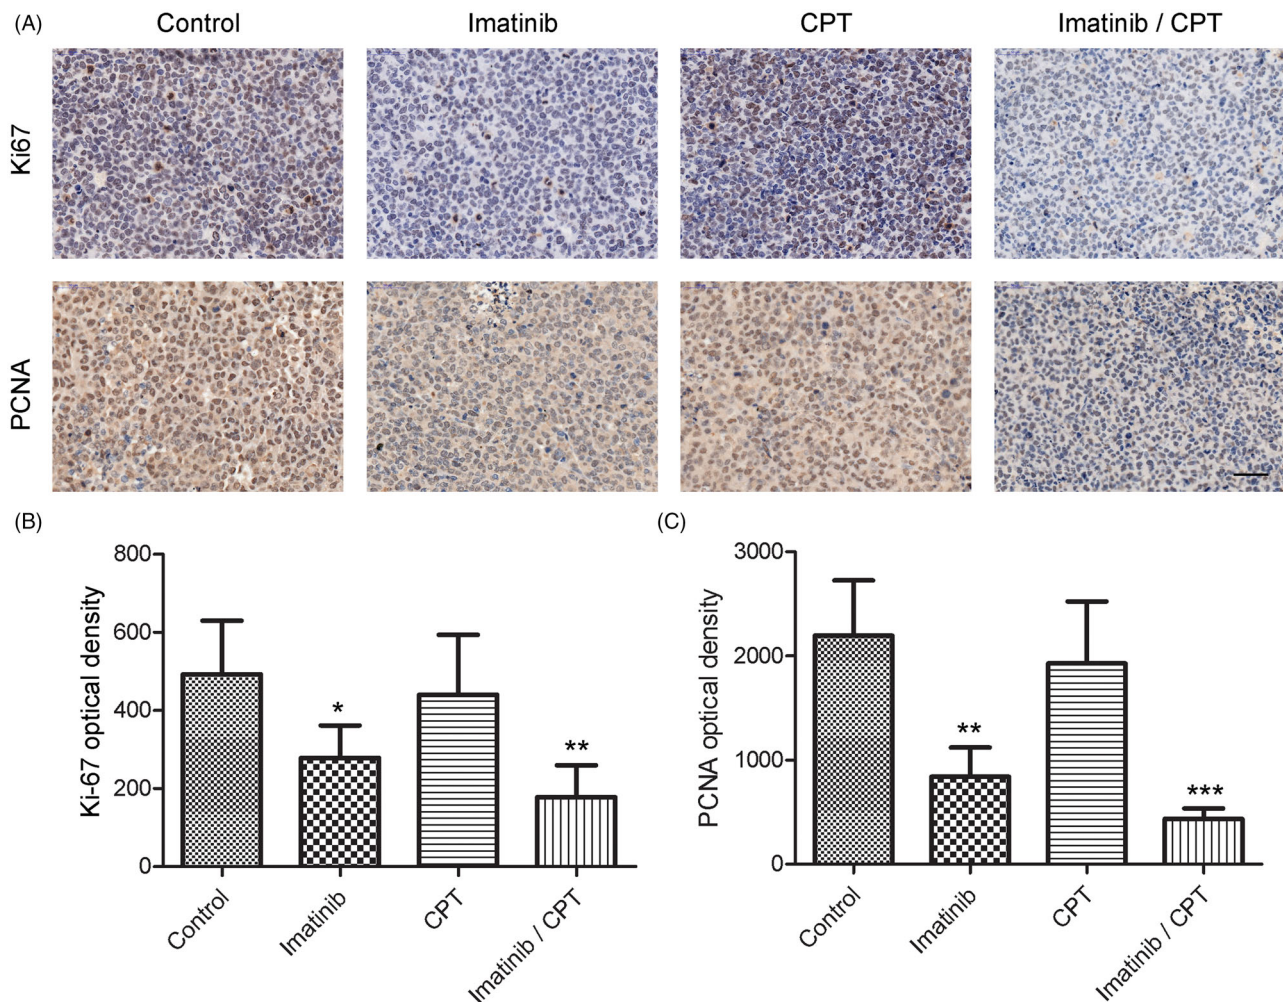 (A) Control Imatinib CPT Imatinib / CPT
Ki67
PCNA
(B)
Ki-67 optical density
800
600
400
200
0
*
**
Control
Imatinib
CPT
Imatinib / CPT
(C)
PCNA optical density
3000
2000
1000
0
**
***
Control
Imatinib
CPT
Imatinib / CPT